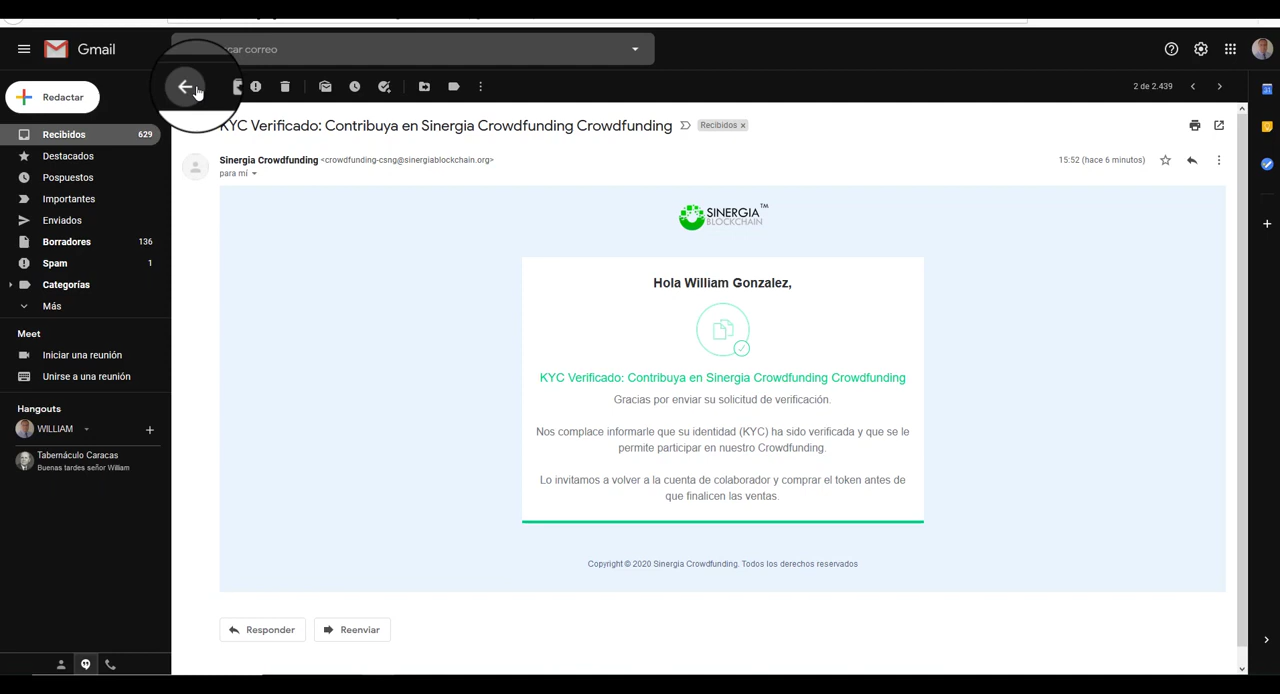 Gmail
car correo
Redactar
2 de 2.439
Recibidos 629
Destacados
Pospuestos
Importantes
Enviados
Borradores 136
Spam 1
Categorías
Más
Meet
Iniciar una reunión
Unirse a una reunión
Hangouts
WILLIAM
Tabernáculo Caracas
Buenas tardes señor William
KYC Verificado: Contribuya en Sinergia Crowdfunding Crowdfunding
Recibidos x
Sinergia Crowdfunding <crowdfunding-csng@sinergiablockchain.org>
15:52 (hace 6 minutos)
para mí
SINERGIA™
BLOCKCHAIN
Hola William Gonzalez,
KYC Verificado: Contribuya en Sinergia Crowdfunding Crowdfunding
Gracias por enviar su solicitud de verificación.
Nos complace informarle que su identidad (KYC) ha sido verificada y que se le
permite participar en nuestro Crowdfunding.
Lo invitamos a volver a la cuenta de colaborador y comprar el token antes de
que finalicen las ventas.
Copyright © 2020 Sinergia Crowdfunding. Todos los derechos reservados
Responder
Reenviar